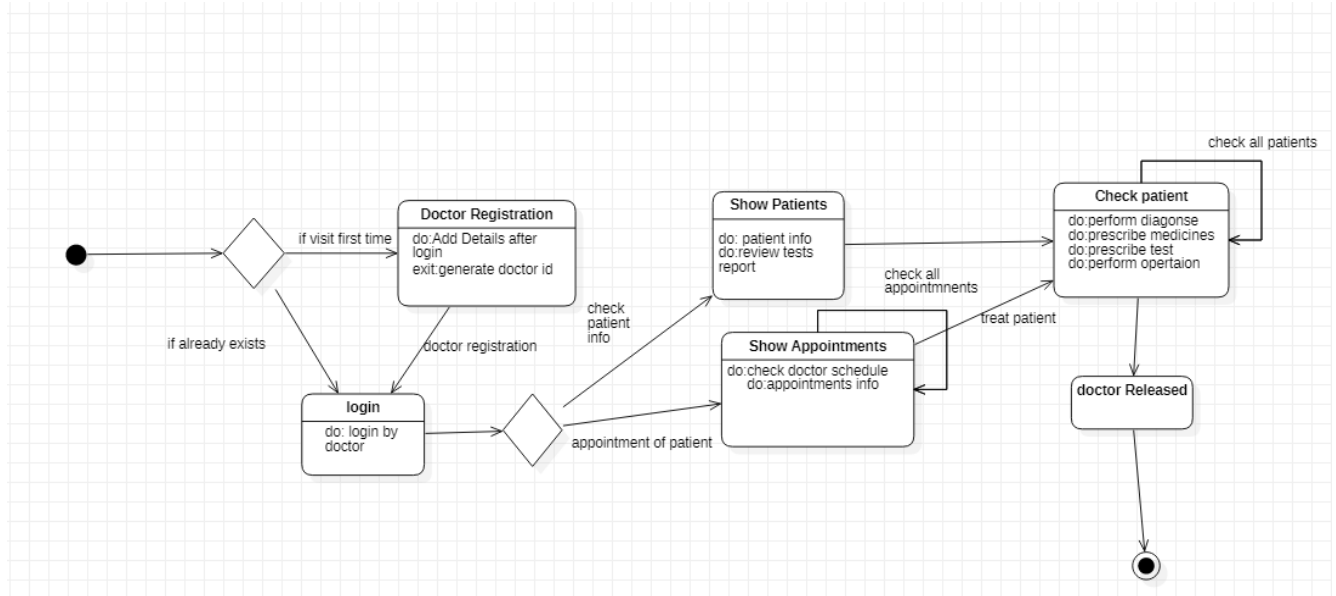 if visit first time
Doctor Registration
do:Add Details after
login
exit:generate doctor id
if already exists
doctor registration
login
do: login by
doctor
check
patient
info
appointment of patient
Show Patients
do: patient info
do:review tests
report
check all
appointmnents
Show Appointments
do:check doctor schedule
do:appointments info
treat patient
check all patients
Check patient
do:perform diagonse
do:prescribe medicines
do:prescribe test
do:perform opertaion
doctor Released